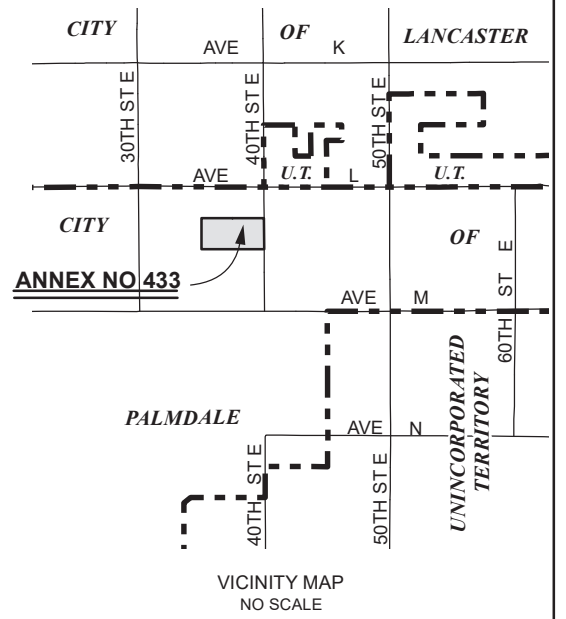 CITY OF LANCASTER
AVE K
30TH ST E
40TH ST E
50TH ST E
U.T.
U.T.
AVE L
CITY OF
ANNEX NO 433
AVE M
60TH ST E
PALMDALE
UNINCORPORATED
TERRITORY
AVE N
40TH ST E
50TH ST E
VICINITY MAP
NO SCALE